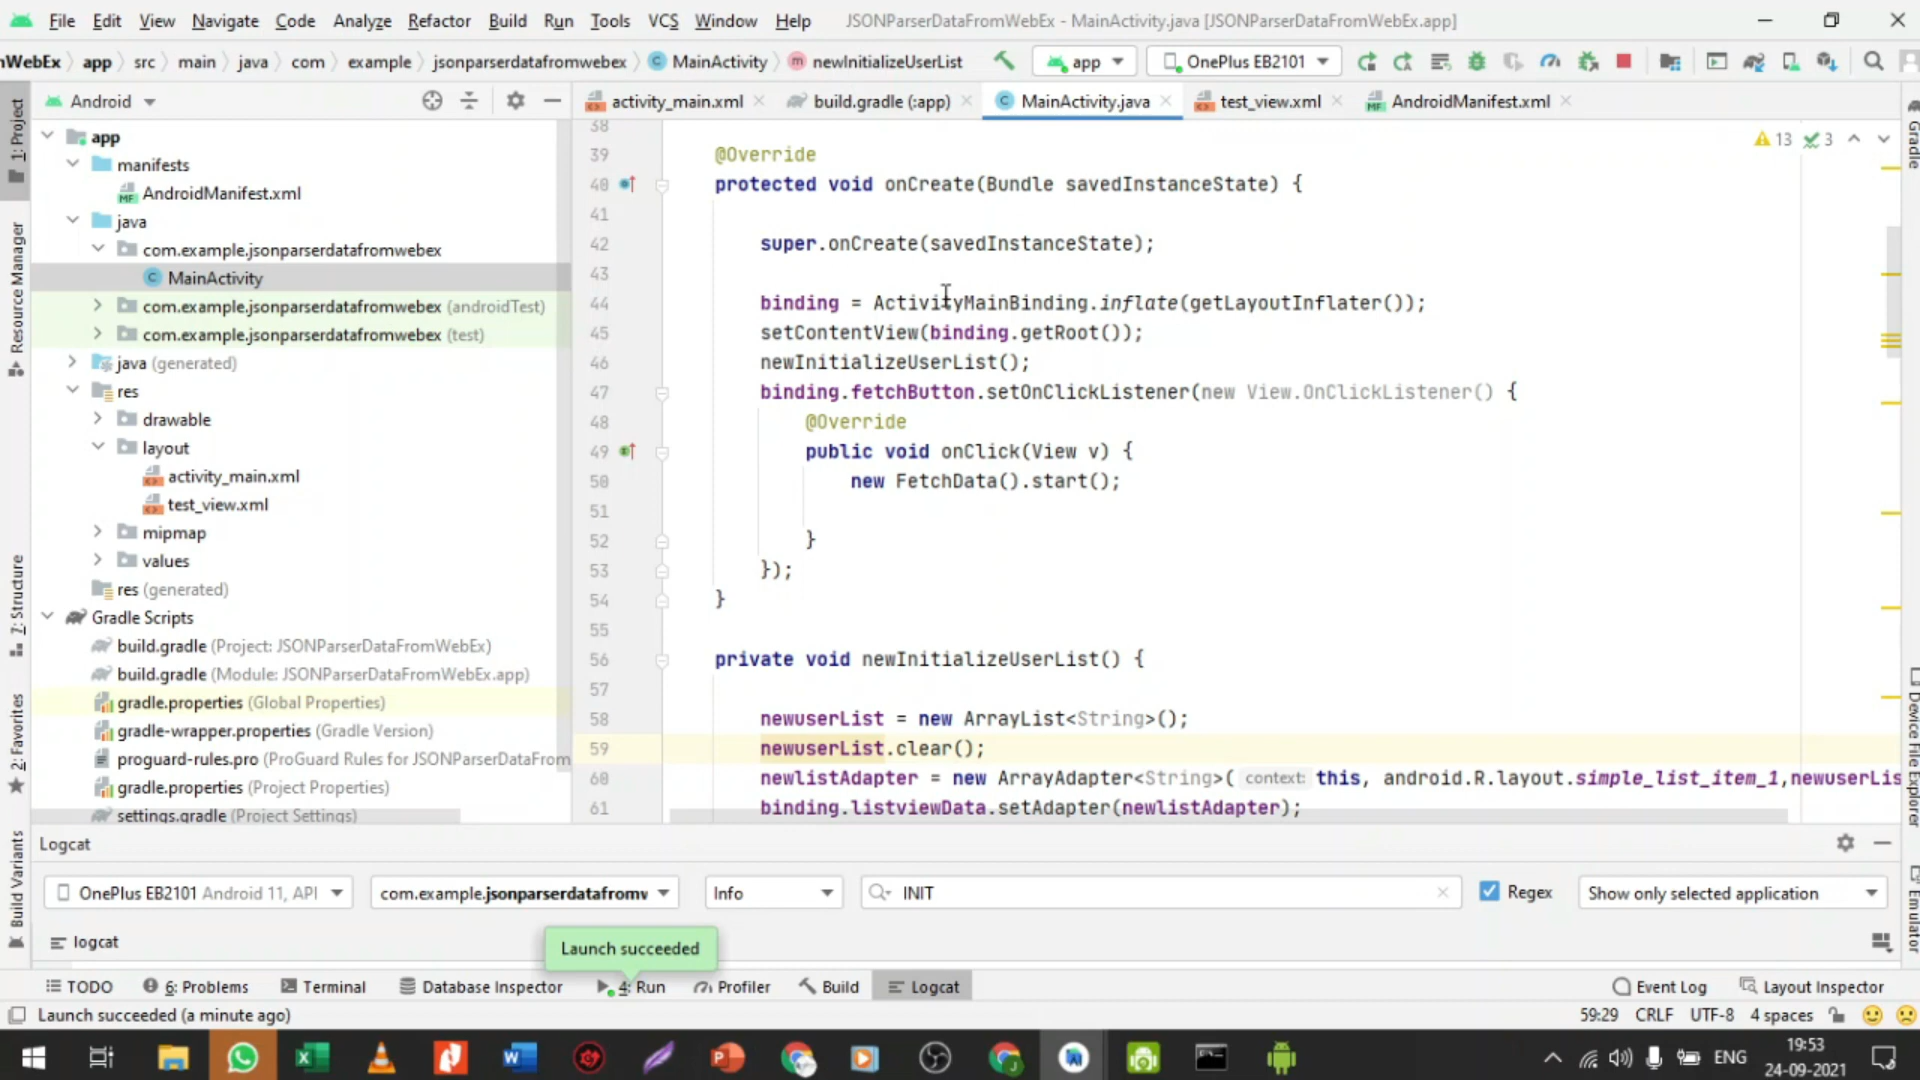 File Edit View Navigate Code Analyze Refactor Build Run Tools VCS Window Help JSONParserDataFromWebEx - MainActivity.java [JSONParserDataFromWebEx.app]
nWebEx app src main java com example jsonparserdatafromwebex MainActivity newInitializeUserList app OnePlus EB2101
Android activity_main.xml build.gradle (:app) MainActivity.java test_view.xml AndroidManifest.xml
1: Project
Resource Manager
7: Structure
2: Favorites
Build Variants
app
manifests
AndroidManifest.xml
java
com.example.jsonparserdatafromwebex
MainActivity
com.example.jsonparserdatafromwebex (androidTest)
com.example.jsonparserdatafromwebex (test)
java (generated)
res
drawable
layout
activity_main.xml
test_view.xml
mipmap
values
res (generated)
Gradle Scripts
build.gradle (Project: JSONParserDataFromWebEx)
build.gradle (Module: JSONParserDataFromWebEx.app)
gradle.properties (Global Properties)
gradle-wrapper.properties (Gradle Version)
proguard-rules.pro (ProGuard Rules for JSONParserDataFrom
gradle.properties (Project Properties)
settings.gradle (Project Settings)
13 3
38
39 @Override
40 protected void onCreate(Bundle savedInstanceState) {
41
42 super.onCreate(savedInstanceState);
43
44 binding = ActivityMainBinding.inflate(getLayoutInflater());
45 setContentView(binding.getRoot());
46 newInitializeUserList();
47 binding.fetchButton.setOnClickListener(new View.OnClickListener() {
48 @Override
49 public void onClick(View v) {
50 new FetchData().start();
51
52 }
53 });
54 }
55
56 private void newInitializeUserList() {
57
58 newuserList = new ArrayList<String>();
59 newuserList.clear();
60 newlistAdapter = new ArrayAdapter<String>( context: this, android.R.layout.simple_list_item_1,newuserLis
61 binding.listviewData.setAdapter(newlistAdapter);
Gradle
Device File Explorer
Emulator
Logcat
OnePlus EB2101 Android 11, API com.example.jsonparserdatafromw Info INIT Regex Show only selected application
logcat
Launch succeeded
TODO 6: Problems Terminal Database Inspector 4: Run Profiler Build Logcat Event Log Layout Inspector
Launch succeeded (a minute ago) 59:29 CRLF UTF-8 4 spaces
ENG 19:53
24-09-2021